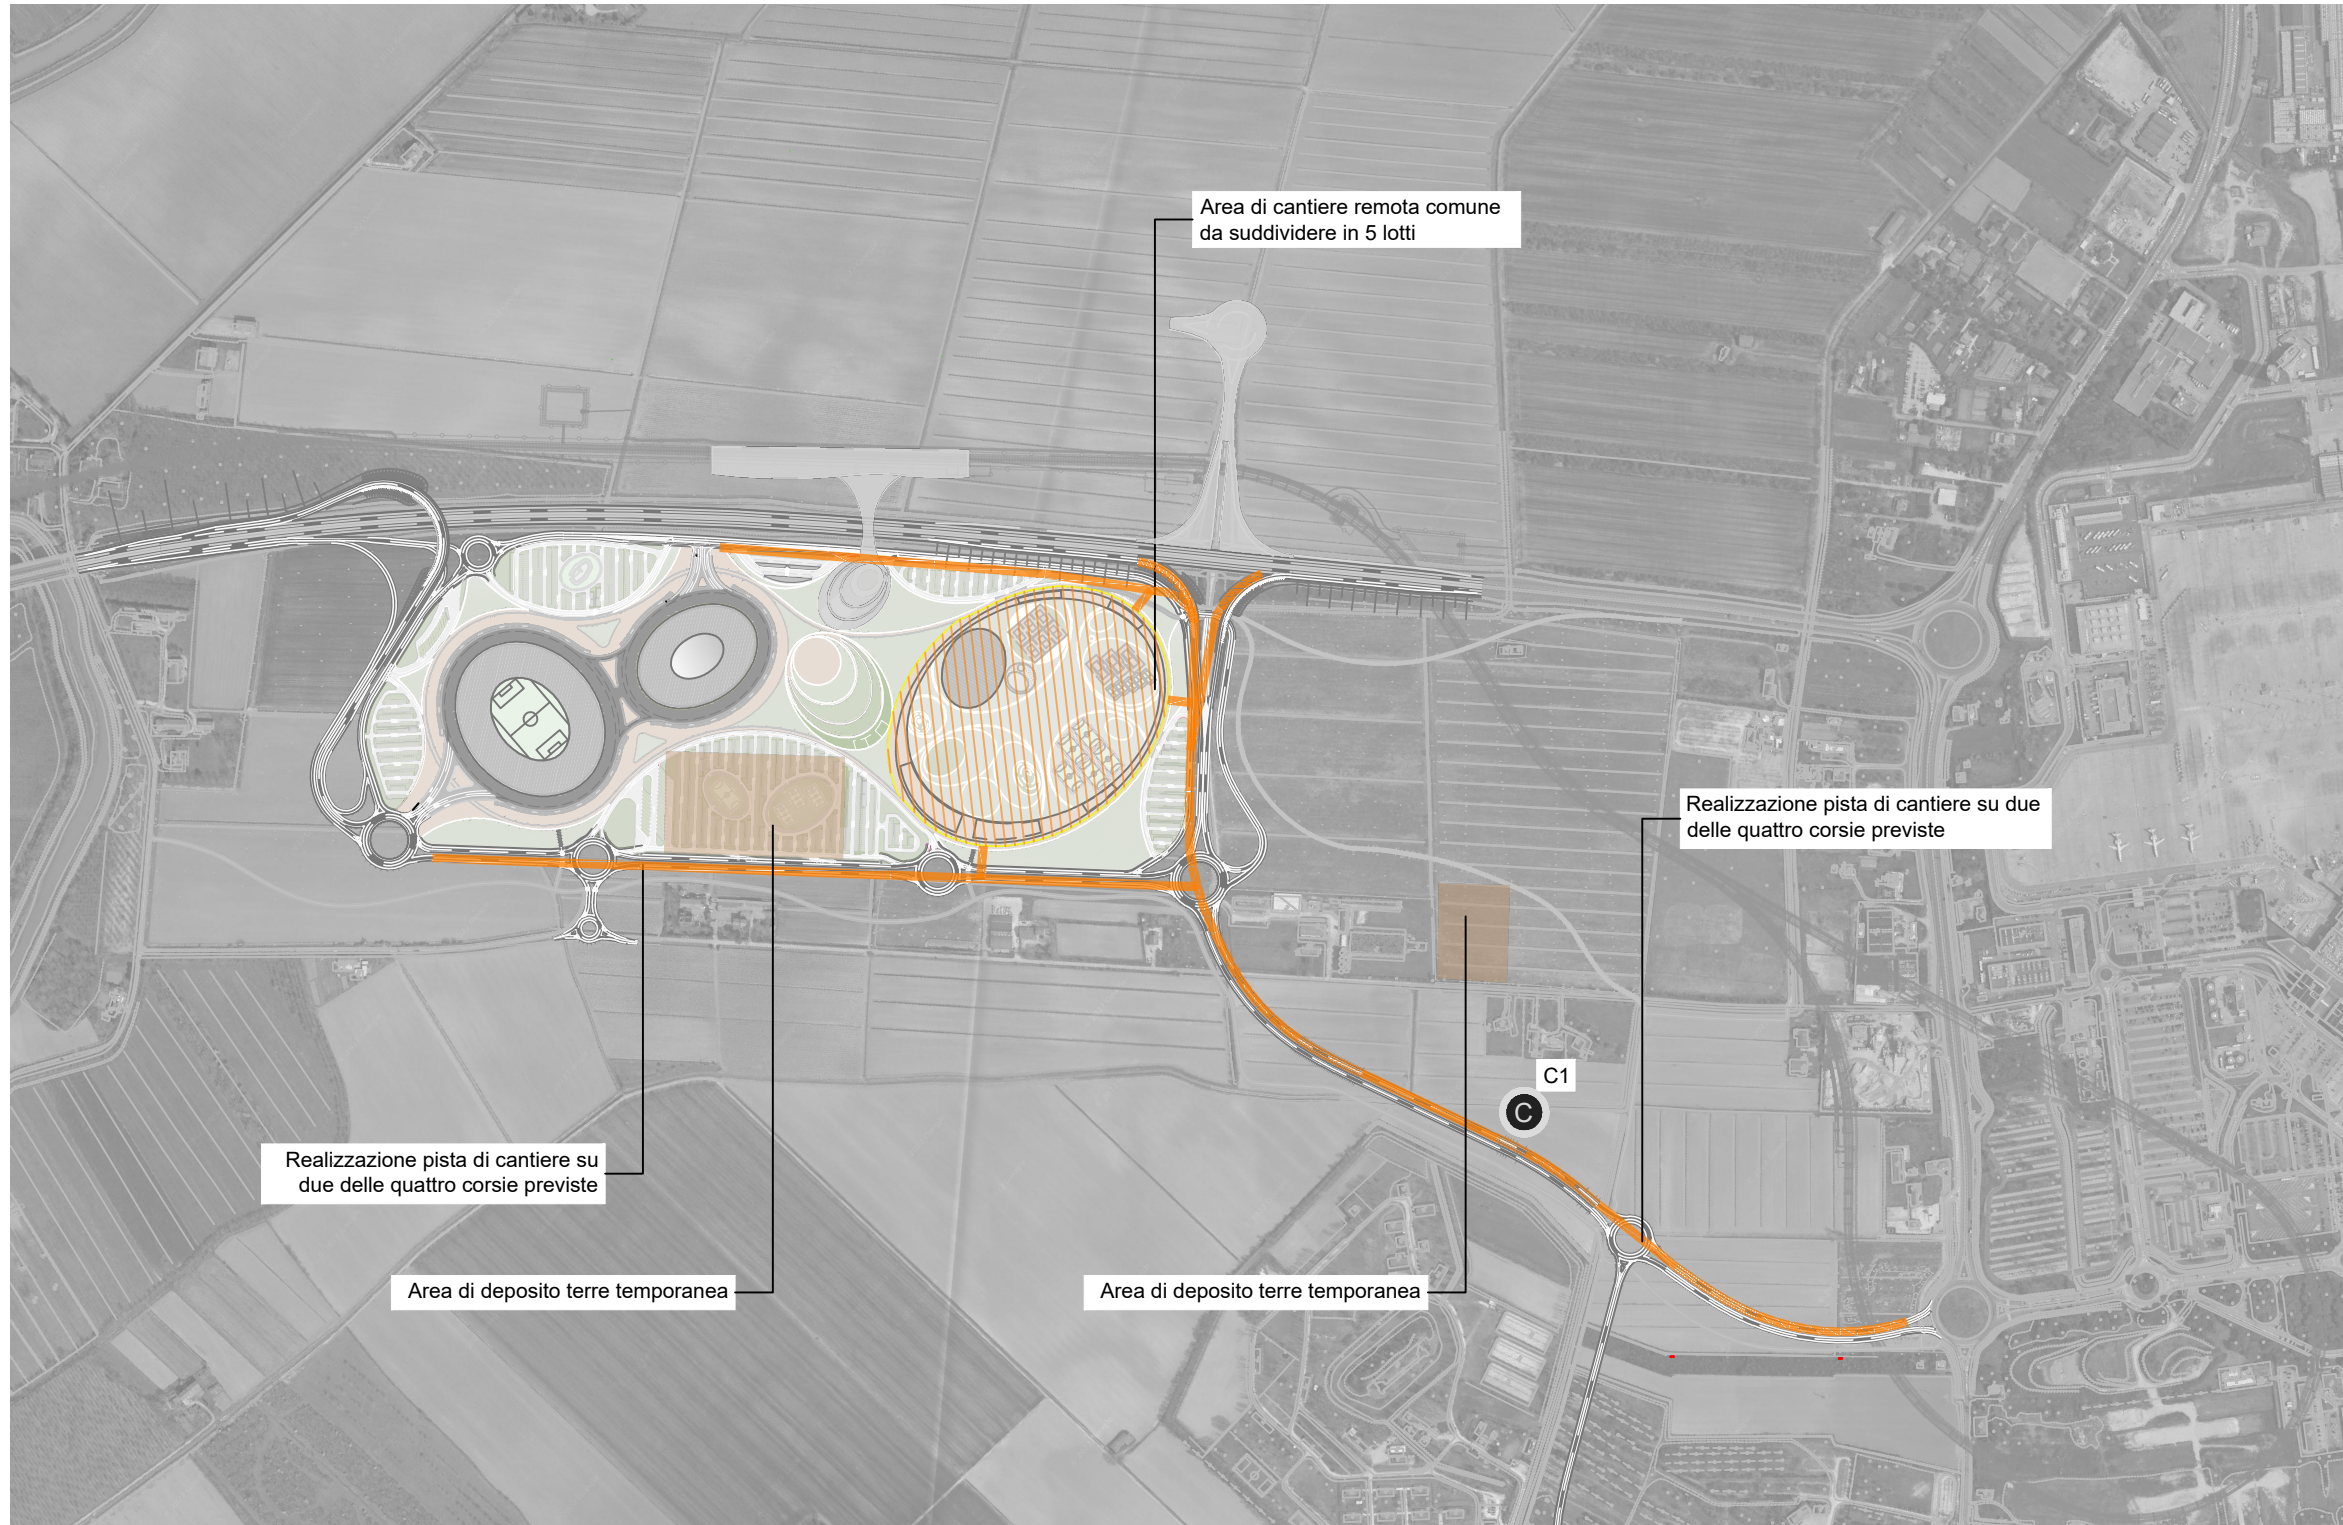 Area di cantiere remota comune
da suddividere in 5 lotti
Realizzazione pista di cantiere su due
delle quattro corsie previste
C1
C
Realizzazione pista di cantiere su
due delle quattro corsie previste
Area di deposito terre temporanea
Area di deposito terre temporanea